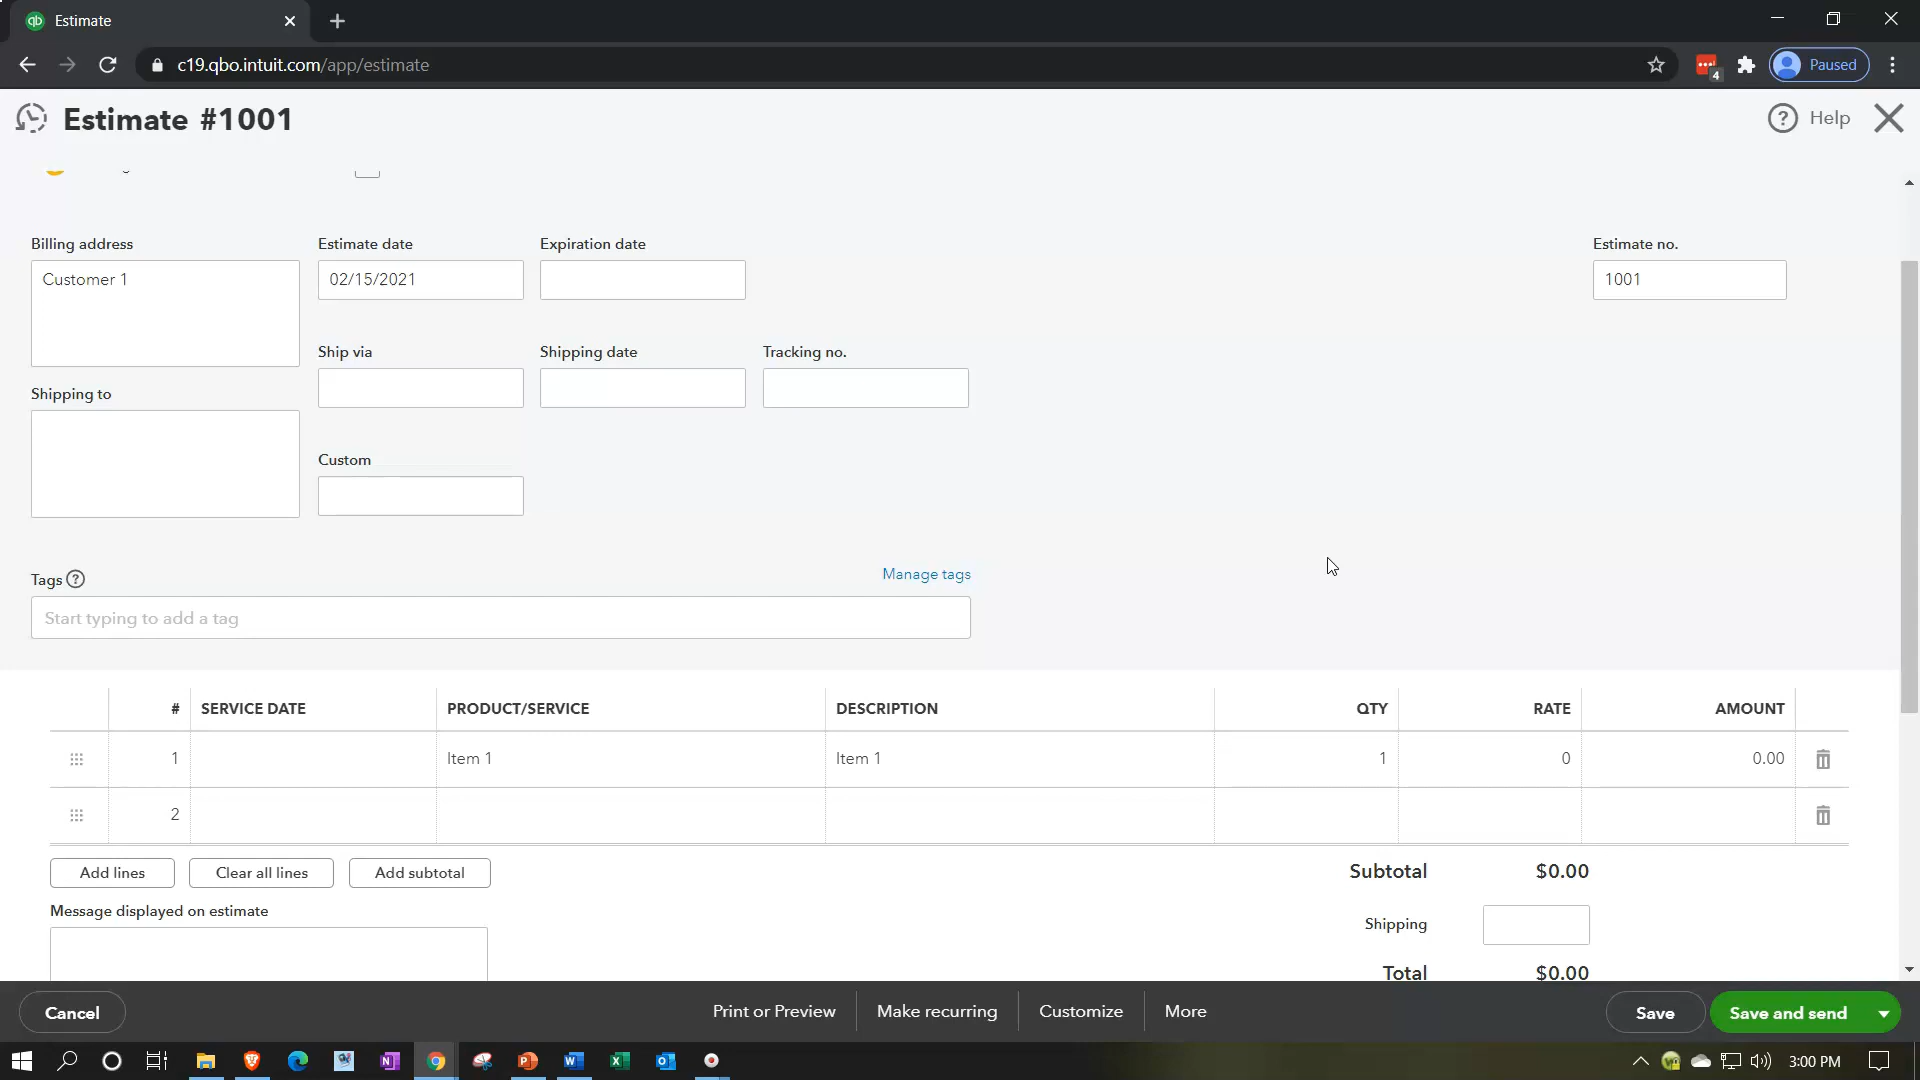 Estimate
c19.qbo.intuit.com/app/estimate
4
Paused
Estimate #1001
Help
Billing address
Estimate date
Expiration date
Estimate no.
Customer 1
02/15/2021
1001
Ship via
Shipping date
Tracking no.
Shipping to
Custom
Tags
Manage tags
Start typing to add a tag
# SERVICE DATE PRODUCT/SERVICE DESCRIPTION QTY RATE AMOUNT
1 Item 1 Item 1 1 0 0.00
2
Add lines
Clear all lines
Add subtotal
Subtotal $0.00
Message displayed on estimate
Shipping
Total $0.00
Cancel
Print or Preview
Make recurring
Customize
More
Save
Save and send
3:00 PM